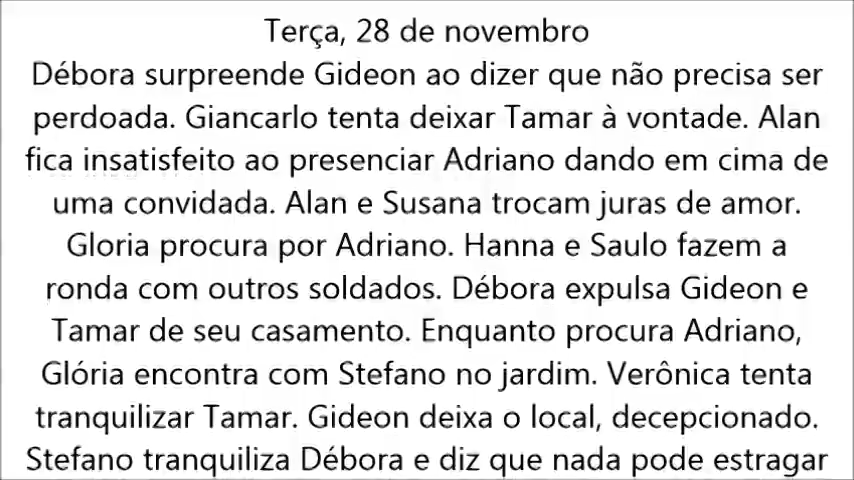 Terça, 28 de novembro
Débora surpreende Gideon ao dizer que não precisa ser
perdoada. Giancarlo tenta deixar Tamar à vontade. Alan
fica insatisfeito ao presenciar Adriano dando em cima de
uma convidada. Alan e Susana trocam juras de amor.
Gloria procura por Adriano. Hanna e Saulo fazem a
ronda com outros soldados. Débora expulsa Gideon e
Tamar de seu casamento. Enquanto procura Adriano,
Glória encontra com Stefano no jardim. Verônica tenta
tranquilizar Tamar. Gideon deixa o local, decepcionado.
Stefano tranquiliza Débora e diz que nada pode estragar